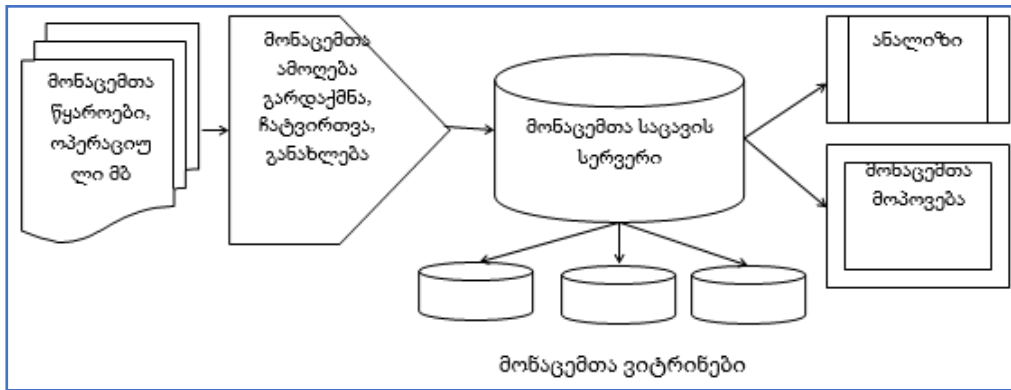 მონაცემთა
წყაროები,
ოპერაციუ
ლი მბ
მონაცემთა
ამოღება
გარდაქმნა,
ჩატვირთვა,
განახლება
მონაცემთა საცავის
სერვერი
ანალიზი
მონაცემთა
მოპოვება
მონაცემთა ვიტრინები